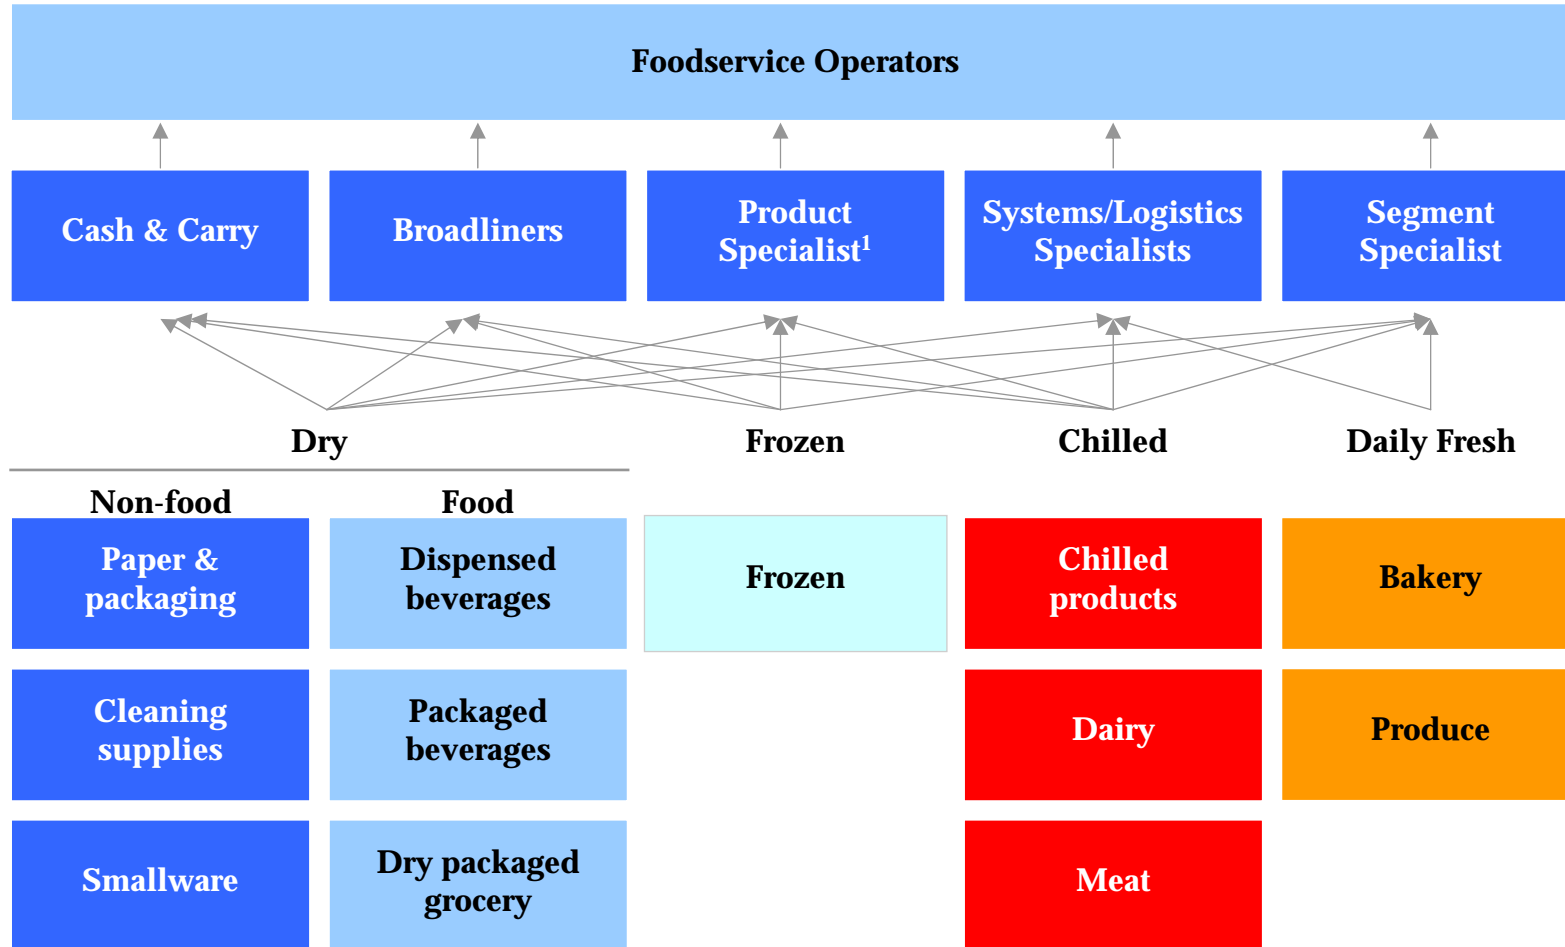 Foodservice Operators
Cash & Carry
Broadliners
Product
Specialist¹
Systems/Logistics
Specialists
Segment
Specialist
Dry
Frozen
Chilled
Daily Fresh
Non-food
Food
Paper &
packaging
Dispensed
beverages
Frozen
Chilled
products
Bakery
Cleaning
supplies
Packaged
beverages
Dairy
Produce
Smallware
Dry packaged
grocery
Meat